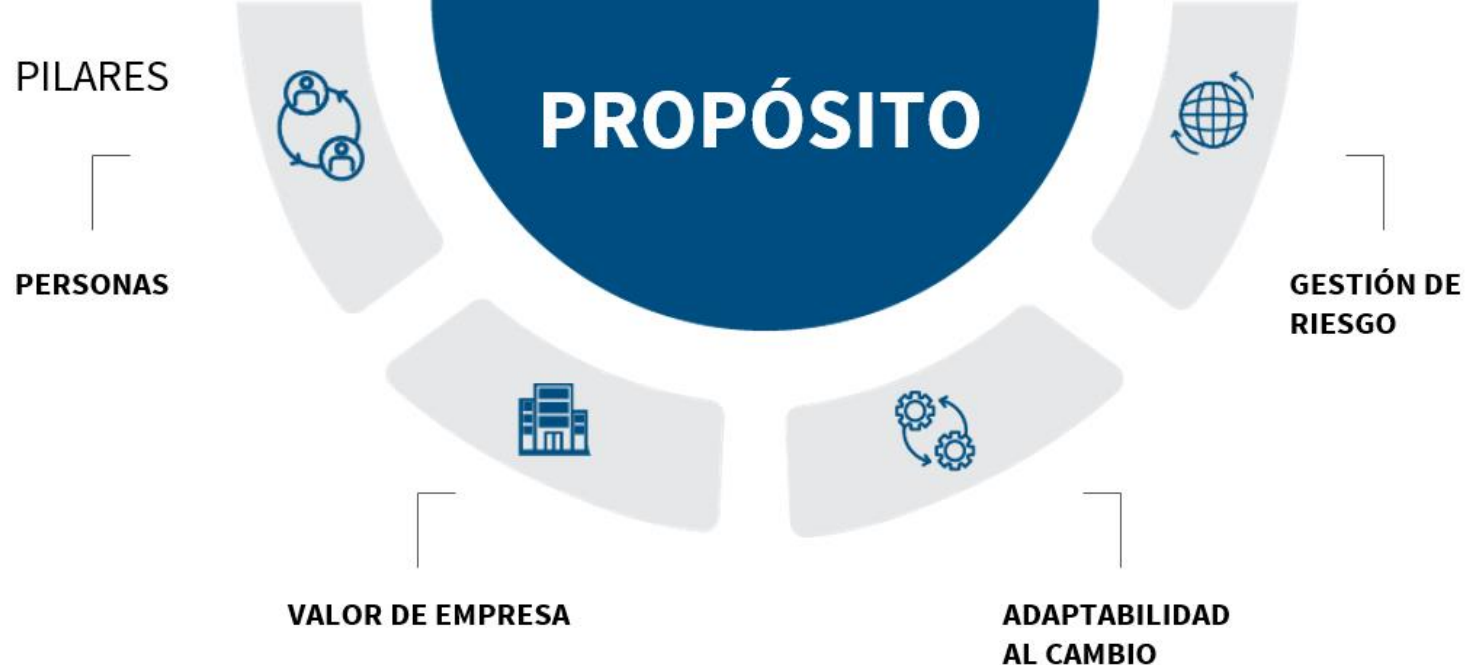 PILARES
PROPÓSITO
PERSONAS
GESTIÓN DE
RIESGO
VALOR DE EMPRESA
ADAPTABILIDAD
AL CAMBIO